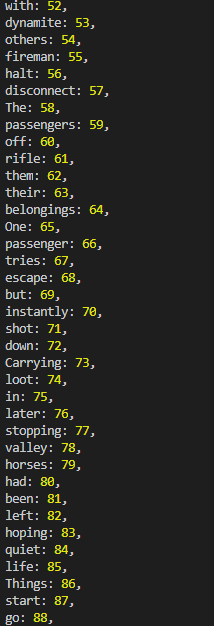 with: 52,
dynamite: 53,
others: 54,
fireman: 55,
halt: 56,
disconnect: 57,
The: 58,
passengers: 59,
off: 60,
rifle: 61,
them: 62,
their: 63,
belongings: 64,
One: 65,
passenger: 66,
tries: 67,
escape: 68,
but: 69,
instantly: 70,
shot: 71,
down: 72,
Carrying: 73,
loot: 74,
in: 75,
later: 76,
stopping: 77,
valley: 78,
horses: 79,
had: 80,
been: 81,
left: 82,
hoping: 83,
quiet: 84,
life: 85,
Things: 86,
start: 87,
go: 88,